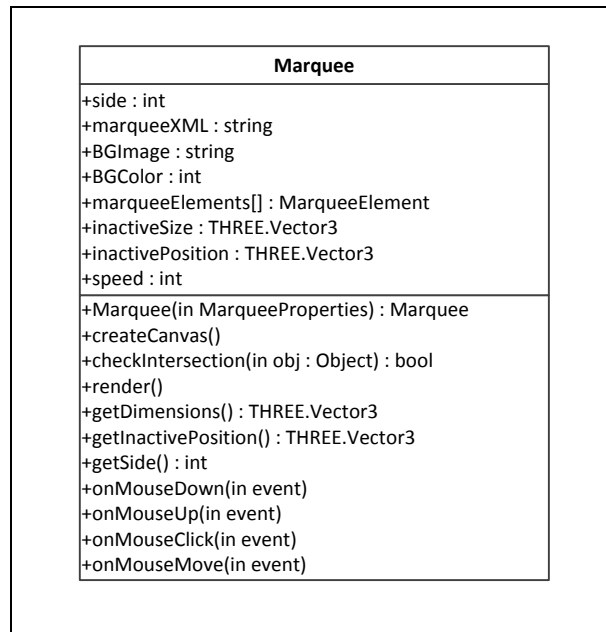 Marquee
+side : int
+marqueeXML : string
+BGImage : string
+BGColor : int
+marqueeElements[] : MarqueeElement
+inactiveSize : THREE.Vector3
+inactivePosition : THREE.Vector3
+speed : int
+Marquee(in MarqueeProperties) : Marquee
+createCanvas()
+checkIntersection(in obj : Object) : bool
+render()
+getDimensions() : THREE.Vector3
+getInactivePosition() : THREE.Vector3
+getSide() : int
+onMouseDown(in event)
+onMouseUp(in event)
+onMouseClick(in event)
+onMouseMove(in event)